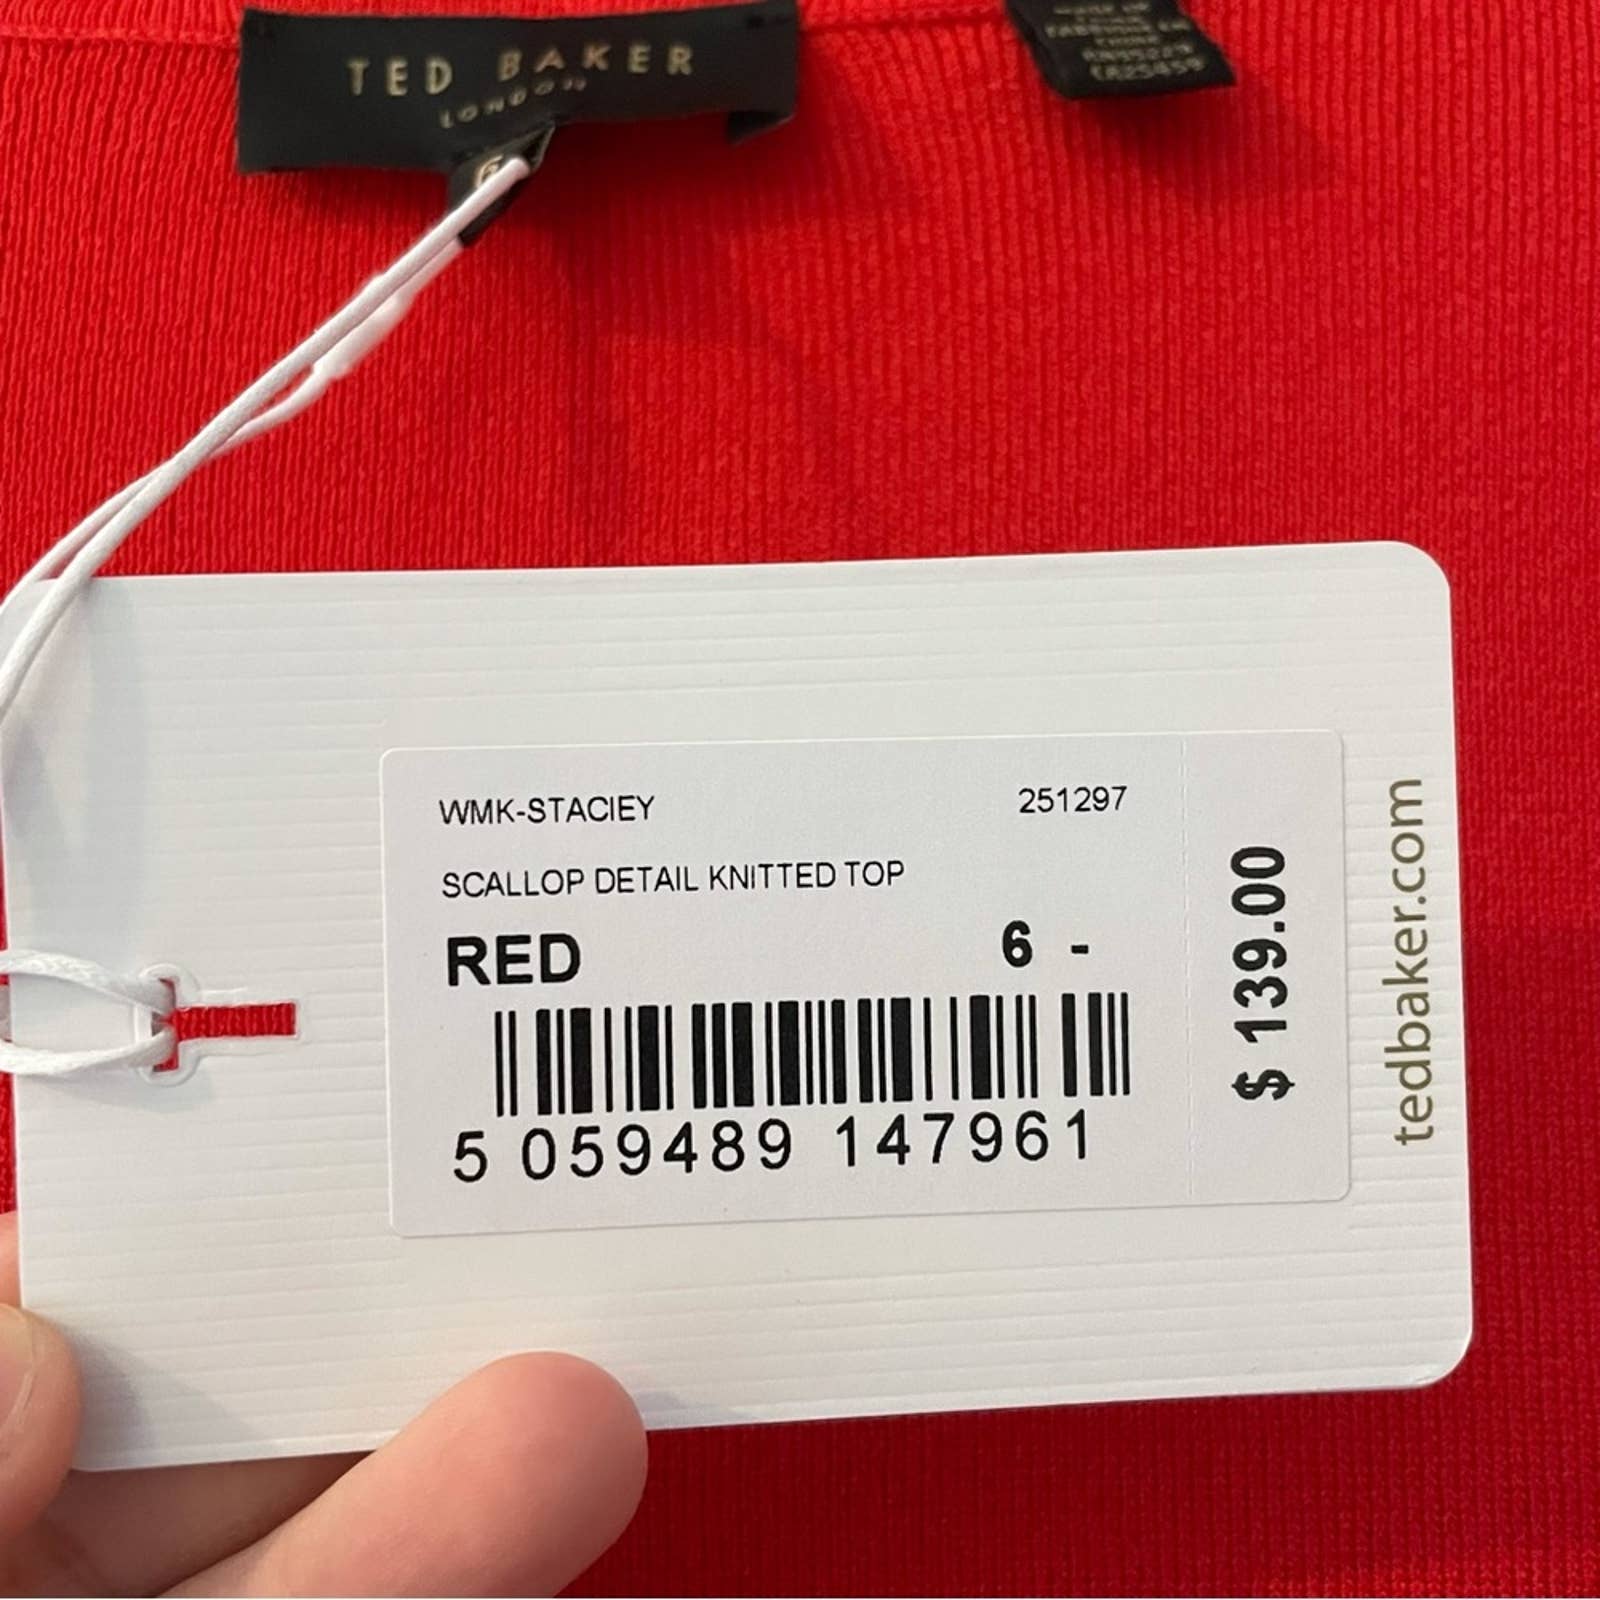 TED BAKER
LONDON
6
WMK-STACIEY 251297
SCALLOP DETAIL KNITTED TOP
RED 6 -
5 059489 147961
$ 139.00
tedbaker.com